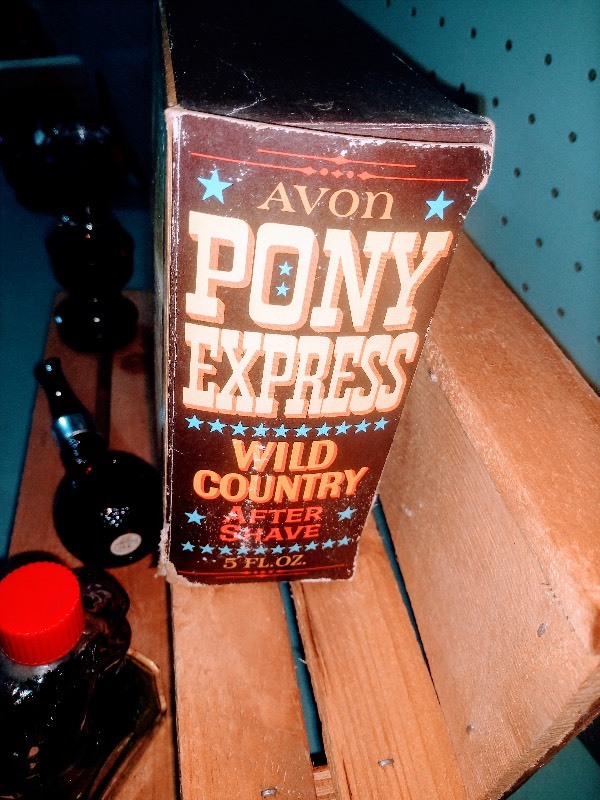 AVON
PONY
EXPRESS
WILD
COUNTRY
AFTER
SHAVE
5 FL. OZ.